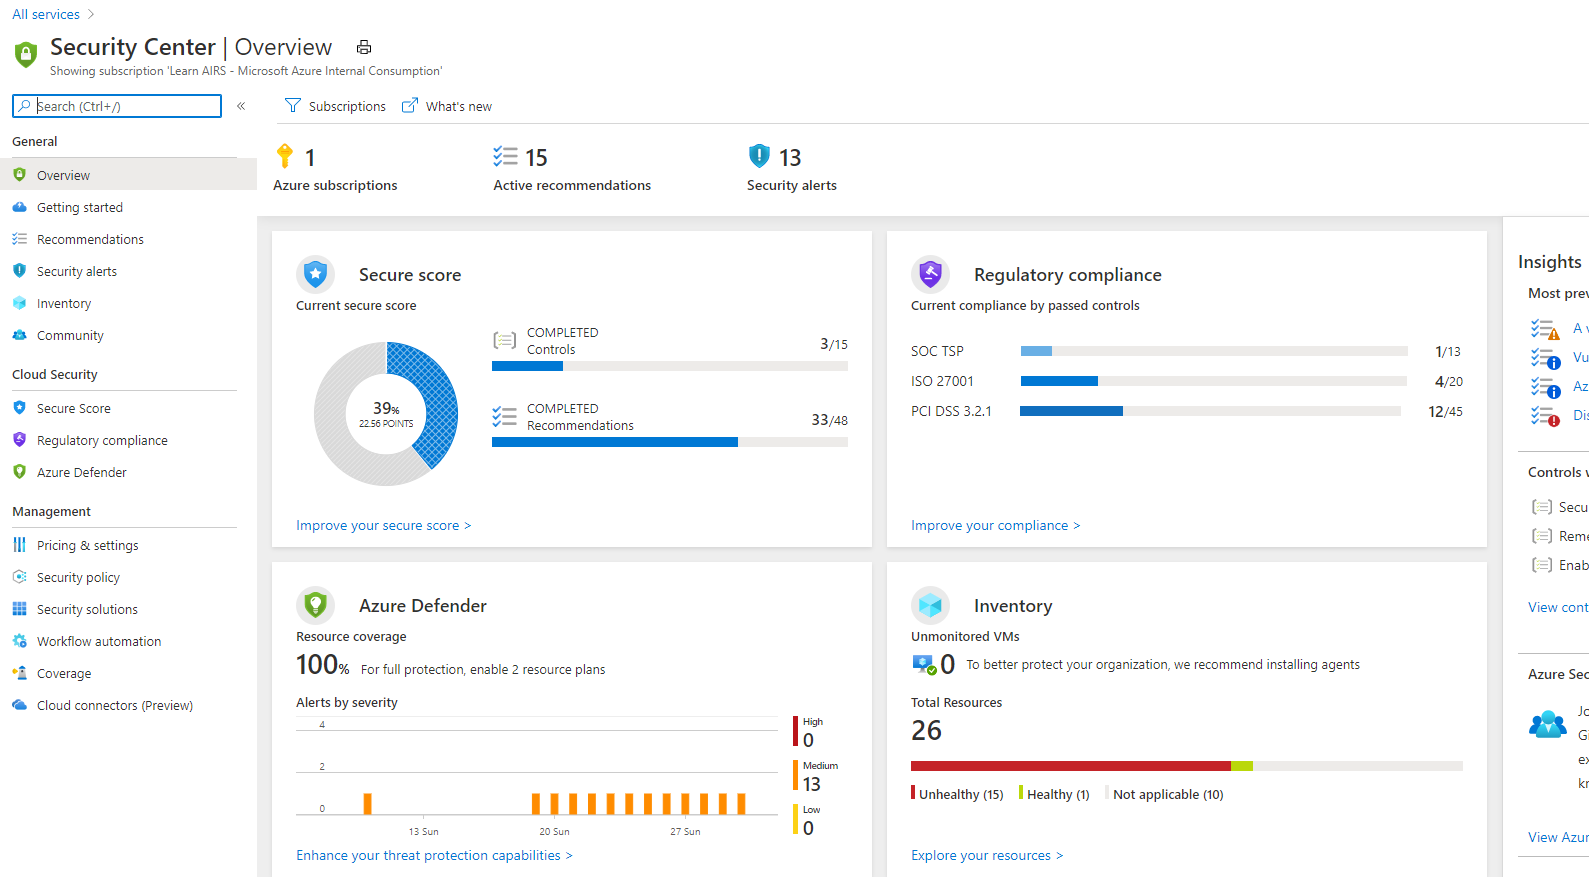 All services
Security Center | Overview
Showing subscription 'Learn AIRS - Microsoft Azure Internal Consumption'
Search (Ctrl+/)
«
General
Overview
Getting started
Recommendations
Security alerts
Inventory
Community
Cloud Security
Secure Score
Regulatory compliance
Azure Defender
Management
Pricing & settings
Security policy
Security solutions
Workflow automation
Coverage
Cloud connectors (Preview)
Subscriptions
What's new
1
Azure subscriptions
15
Active recommendations
13
Security alerts
Secure score
Current secure score
39%
22.56 POINTS
COMPLETED
Controls
3/15
COMPLETED
Recommendations
33/48
Improve your secure score >
Regulatory compliance
Current compliance by passed controls
SOC TSP 1/13
ISO 27001 4/20
PCI DSS 3.2.1 12/45
Improve your compliance >
Azure Defender
Resource coverage
100% For full protection, enable 2 resource plans
Alerts by severity
4
2
0
13 Sun 20 Sun 27 Sun
High
0
Medium
13
Low
0
Enhance your threat protection capabilities >
Inventory
Unmonitored VMs
0 To better protect your organization, we recommend installing agents
Total Resources
26
Unhealthy (15) Healthy (1) Not applicable (10)
Explore your resources >
Insights
Most prev
A v
Vu
Az
Dis
Controls w
Secu
Reme
Enab
View cont
Azure Sec
Jo
Gi
ex
kr
View Azur